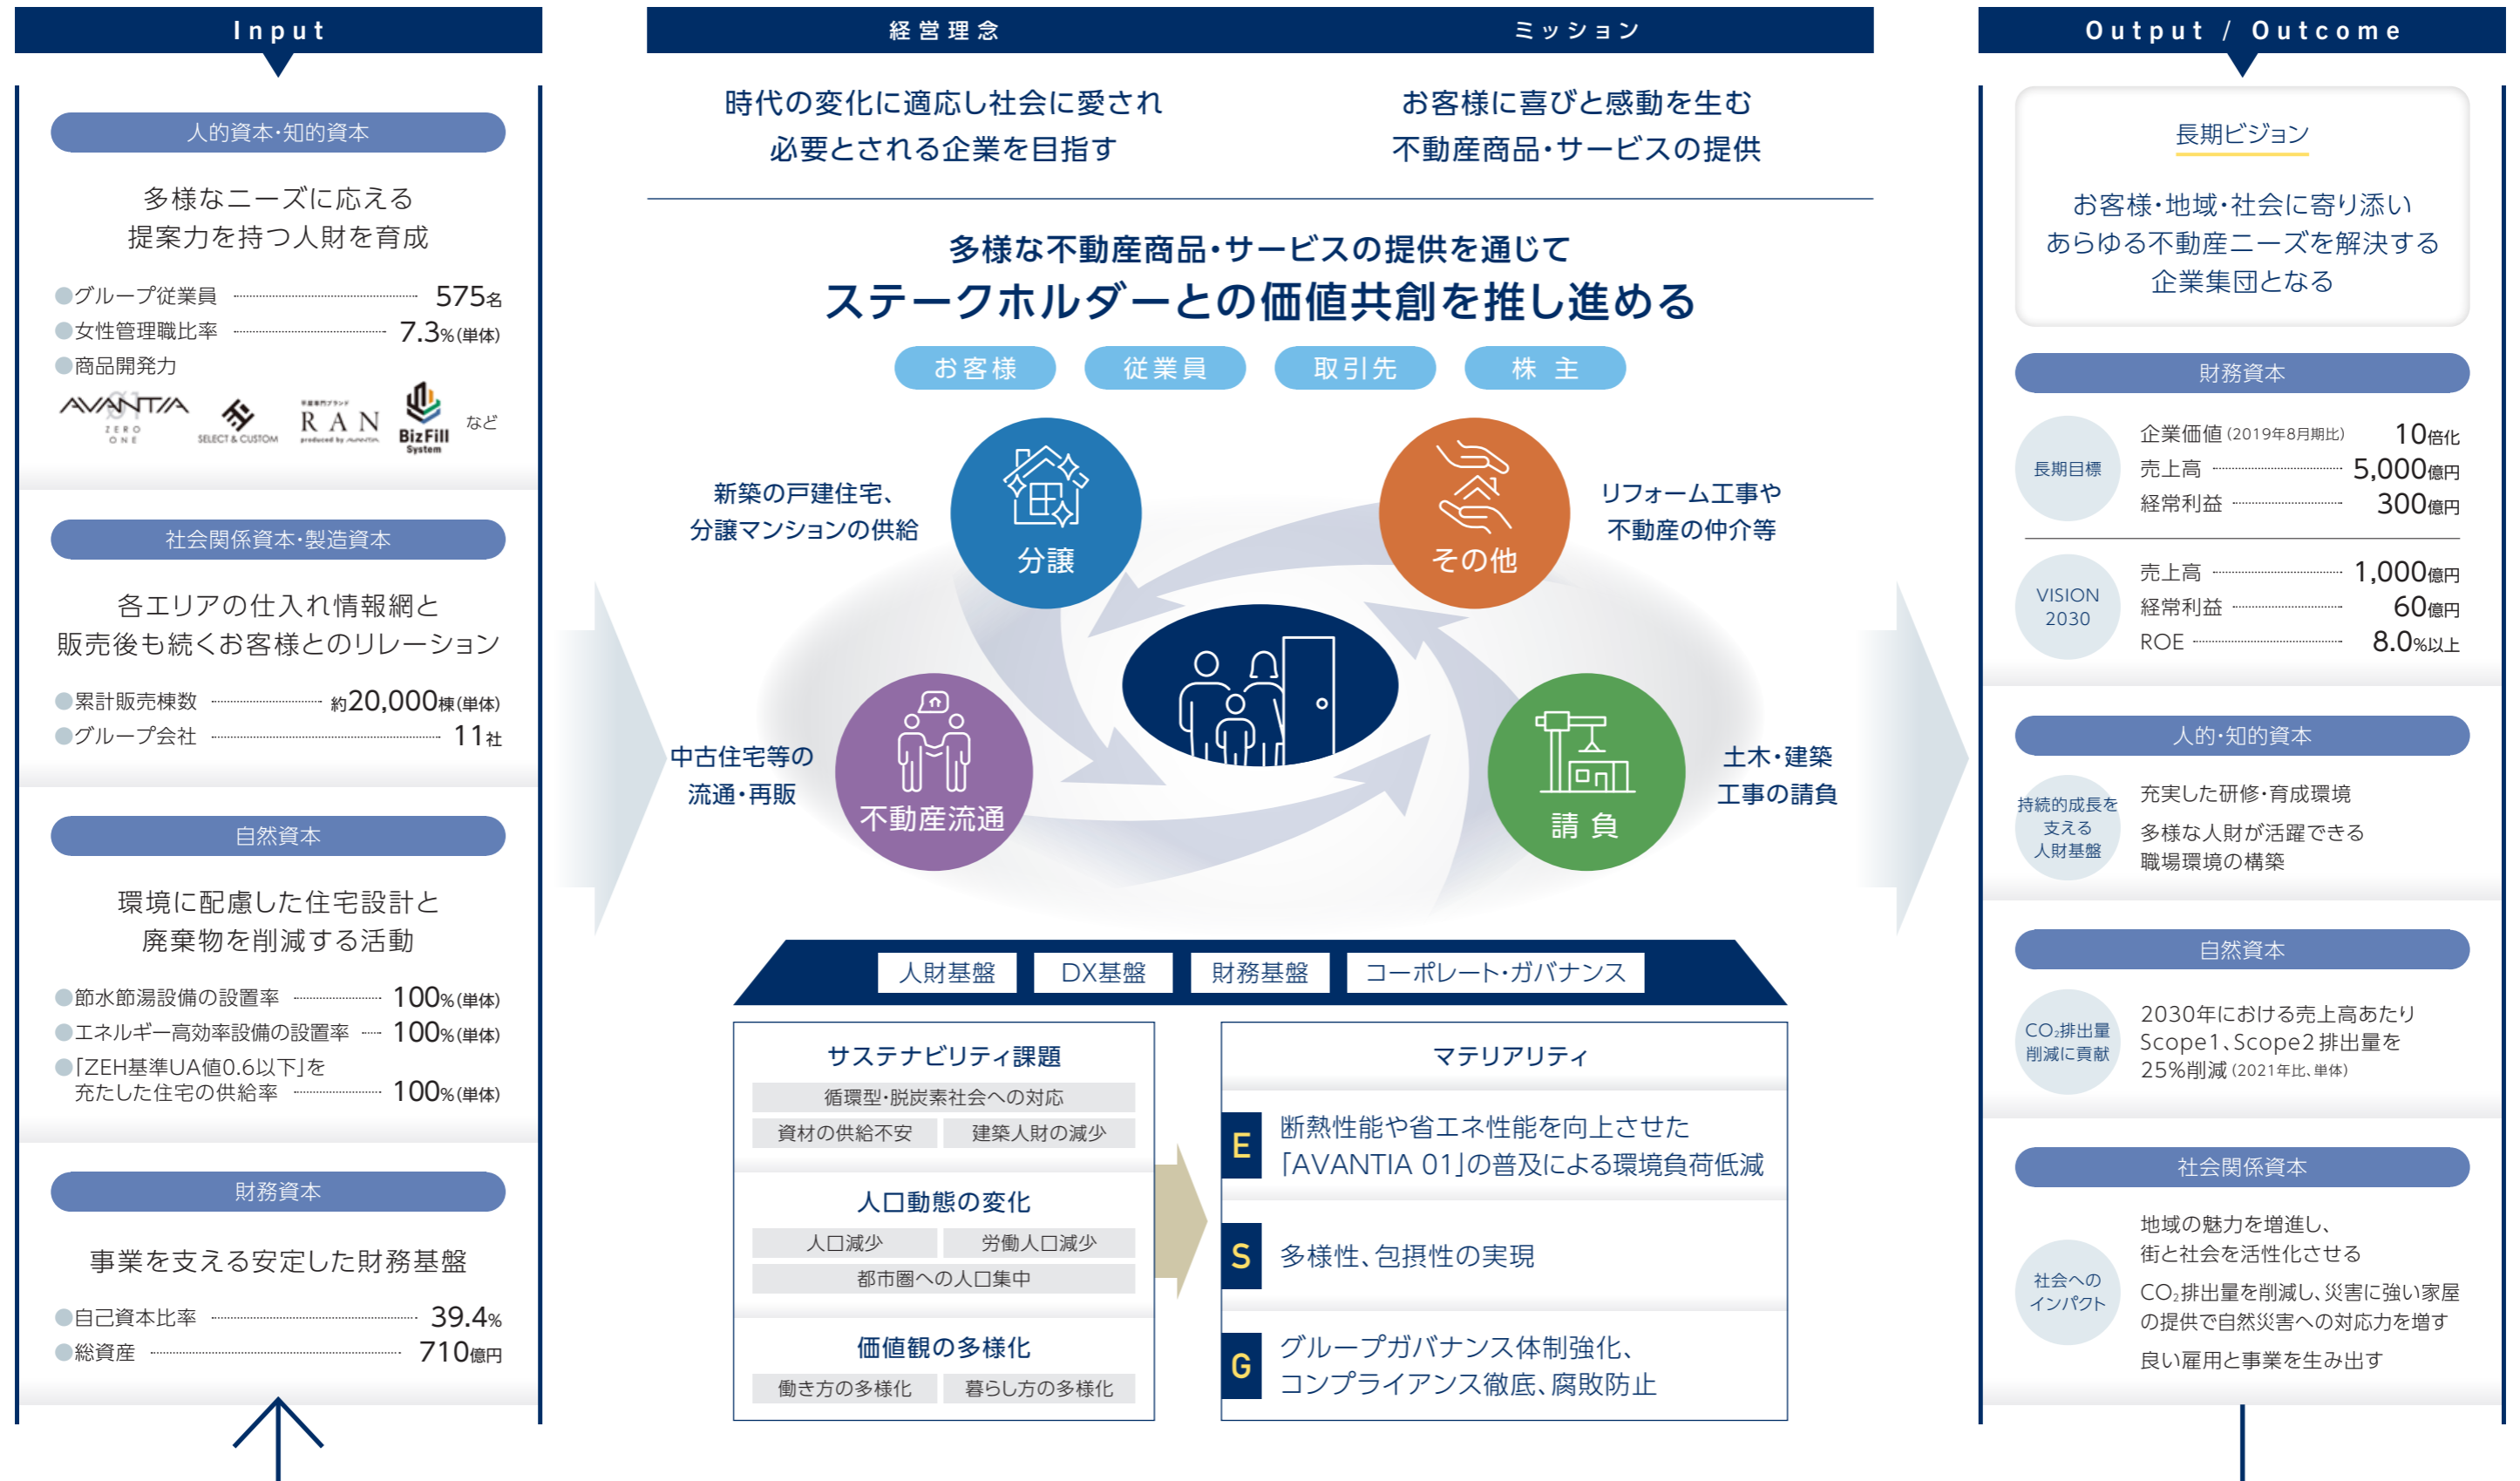 Input
人的資本・知的資本
多様なニーズに応える
提案力を持つ人財を育成
●グループ従業員 575名
●女性管理職比率 7.3%(単体)
●商品開発力
AVANTIA
01
ZERO
ONE
SELECT & CUSTOM
平屋専門ブランド
RAN
produced by AVANTIA
BizFill
System
など
社会関係資本・製造資本
各エリアの仕入れ情報網と
販売後も続くお客様とのリレーション
●累計販売棟数 約20,000棟(単体)
●グループ会社 11社
自然資本
環境に配慮した住宅設計と
廃棄物を削減する活動
●節水節湯設備の設置率 100%(単体)
●エネルギー高効率設備の設置率 100%(単体)
●「ZEH基準UA値0.6以下」を
充たした住宅の供給率 100%(単体)
財務資本
事業を支える安定した財務基盤
●自己資本比率 39.4%
●総資産 710億円
経営理念
時代の変化に適応し社会に愛され
必要とされる企業を目指す
ミッション
お客様に喜びと感動を生む
不動産商品・サービスの提供
多様な不動産商品・サービスの提供を通じて
ステークホルダーとの価値共創を推し進める
お客様
従業員
取引先
株主
新築の戸建住宅、
分譲マンションの供給
分譲
その他
リフォーム工事や
不動産の仲介等
中古住宅等の
流通・再販
不動産流通
請負
土木・建築
工事の請負
人財基盤
DX基盤
財務基盤
コーポレート・ガバナンス
サステナビリティ課題
循環型・脱炭素社会への対応
資材の供給不安
建築人財の減少
人口動態の変化
人口減少
労働人口減少
都市圏への人口集中
価値観の多様化
働き方の多様化
暮らし方の多様化
マテリアリティ
E
断熱性能や省エネ性能を向上させた
「AVANTIA 01」の普及による環境負荷低減
S
多様性、包摂性の実現
G
グループガバナンス体制強化、
コンプライアンス徹底、腐敗防止
Output / Outcome
長期ビジョン
お客様・地域・社会に寄り添い
あらゆる不動産ニーズを解決する
企業集団となる
財務資本
長期目標
企業価値(2019年8月期比) 10倍化
売上高 5,000億円
経常利益 300億円
VISION
2030
売上高 1,000億円
経常利益 60億円
ROE 8.0%以上
人的・知的資本
持続的成長を
支える
人財基盤
充実した研修・育成環境
多様な人財が活躍できる
職場環境の構築
自然資本
CO₂排出量
削減に貢献
2030年における売上高あたり
Scope1、Scope2排出量を
25%削減(2021年比、単体)
社会関係資本
社会への
インパクト
地域の魅力を増進し、
街と社会を活性化させる
CO₂排出量を削減し、災害に強い家屋
の提供で自然災害への対応力を増す
良い雇用と事業を生み出す